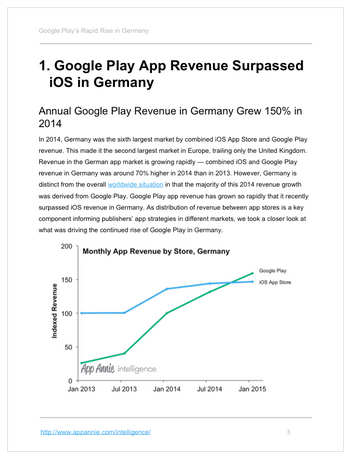 Google Play's Rapid Rise in Germany
1. Google Play App Revenue Surpassed
iOS in Germany
Annual Google Play Revenue in Germany Grew 150% in
2014
In 2014, Germany was the sixth largest market by combined iOS App Store and Google Play
revenue. This made it the second largest market in Europe, trailing only the United Kingdom.
Revenue in the German app market is growing rapidly — combined iOS and Google Play
revenue in Germany was around 70% higher in 2014 than in 2013. However, Germany is
distinct from the overall worldwide situation in that the majority of this 2014 revenue growth
was derived from Google Play. Google Play app revenue has grown so rapidly that it recently
surpassed iOS revenue in Germany. As distribution of revenue between app stores is a key
component informing publishers' app strategies in different markets, we took a closer look at
what was driving the continued rise of Google Play in Germany.
Monthly App Revenue by Store, Germany
200
150
100
50
0
Indexed Revenue
Google Play
iOS App Store
App Annie intelligence
Jan 2013 Jul 2013 Jan 2014 Jul 2014 Jan 2015
http://www.appannie.com/intelligence/
3